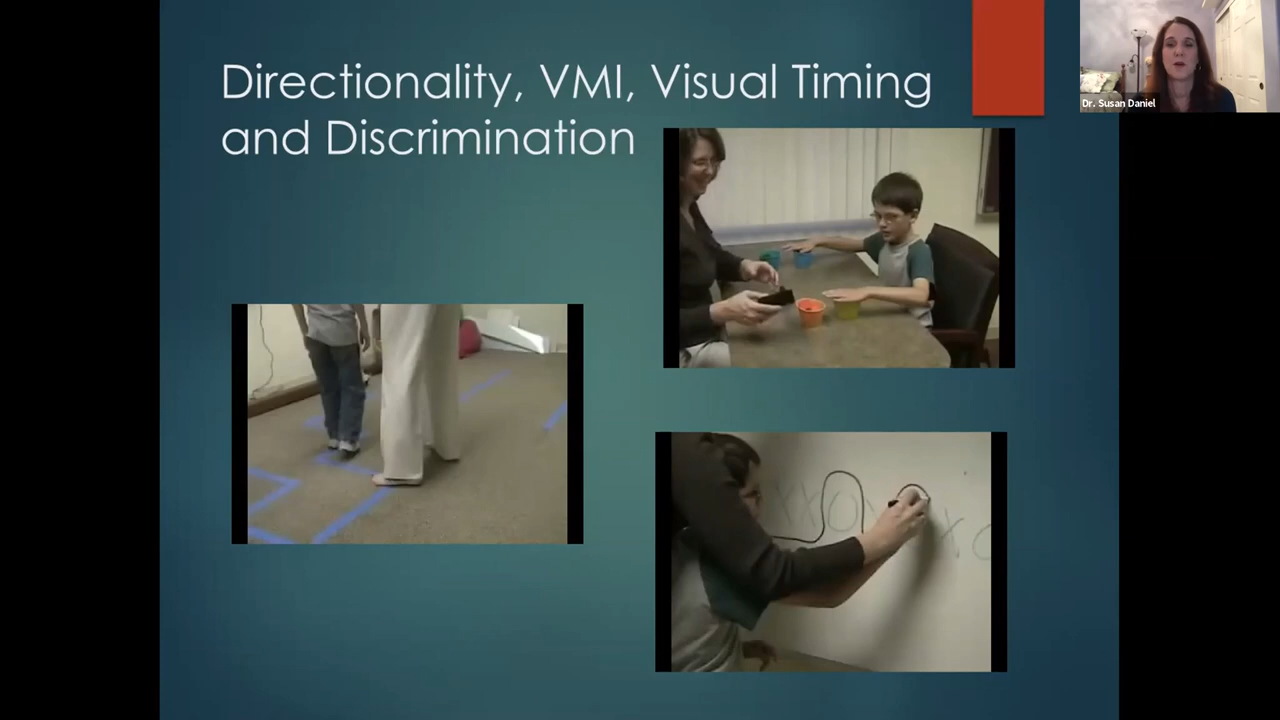 Directionality, VMI, Visual Timing
and Discrimination
Dr. Susan Daniel